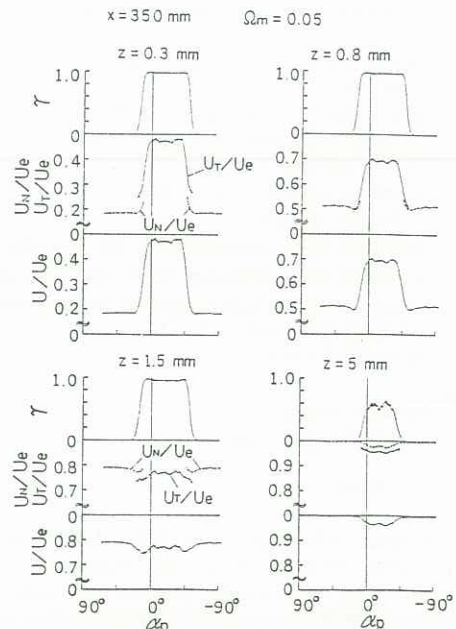 x = 350 mm Ωm = 0.05
z = 0.3 mm z = 0.8 mm
γ 1.0 0 1.0 0
UN/Ue UT/Ue 0.4 0.3 0.2 0 UT/Ue UN/Ue 0.7 0.6 0.5 0
U/Ue 0.4 0.3 0.2 0 0.7 0.6 0.5 0
z = 1.5 mm z = 5 mm
γ 1.0 0 1.0 0
UN/Ue UT/Ue 0.8 0.7 0 UN/Ue UT/Ue 0.95 0.9 0
U/Ue 0.8 0.7 0 0.95 0.9 0
90° 0° -90° 90° 0° -90°
αD αD